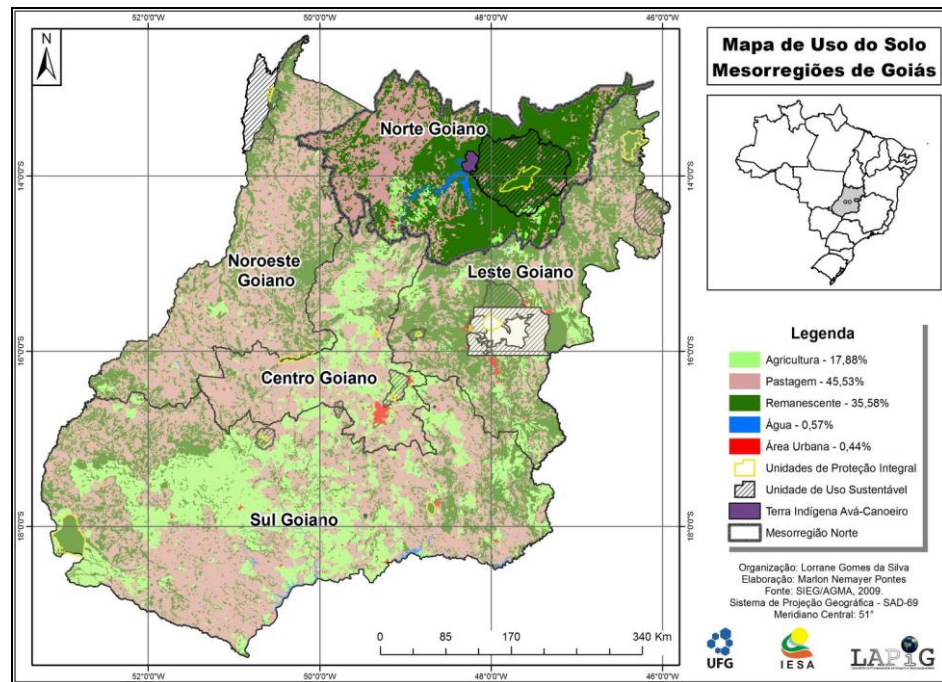 52°0'0"W
50°0'0"W
48°0'0"W
46°0'0"W
N
Mapa de Uso do Solo
Mesorregiões de Goiás
Norte Goiano
14°0'0"S
14°0'0"S
Noroeste
Goiano
Leste Goiano
16°0'0"S
16°0'0"S
Centro Goiano
Sul Goiano
18°0'0"S
18°0'0"S
0 85 170 340 Km
52°0'0"W
50°0'0"W
48°0'0"W
46°0'0"W
Legenda
Agricultura - 17,88%
Pastagem - 45,53%
Remanescente - 35,58%
Água - 0,57%
Área Urbana - 0,44%
Unidades de Proteção Integral
Unidade de Uso Sustentável
Terra Indígena Avá-Canoeiro
Mesorregião Norte
Organização: Lorrane Gomes da Silva
Elaboração: Marlon Nemayer Pontes
Fonte: SIEG/AGMA, 2009.
Sistema de Projeção Geográfica - SAD-69
Meridiano Central: 51°
UFG
IESA
LAPiG